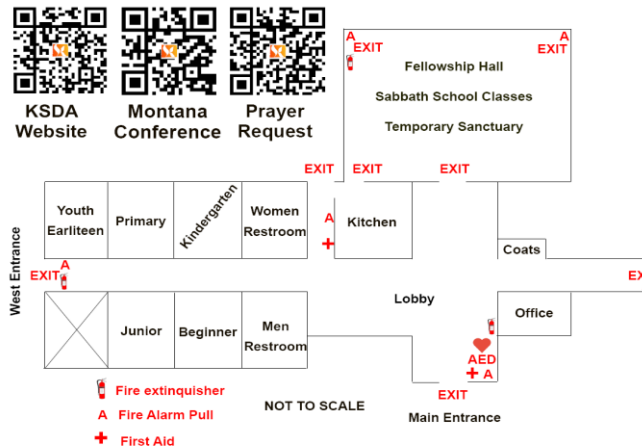 KSDA
Website
Montana
Conference
Prayer
Request
A
A
EXIT
EXIT
Fellowship Hall
Sabbath School Classes
Temporary Sanctuary
EXIT
EXIT
EXIT
Youth
Earliteen
Primary
Kindergarten
Women
Restroom
A
Kitchen
Coats
West Entrance
A
EXIT
EX
Lobby
Office
Junior
Beginner
Men
Restroom
AED
A
EXIT
Main Entrance
Fire extinguisher
A Fire Alarm Pull
First Aid
NOT TO SCALE